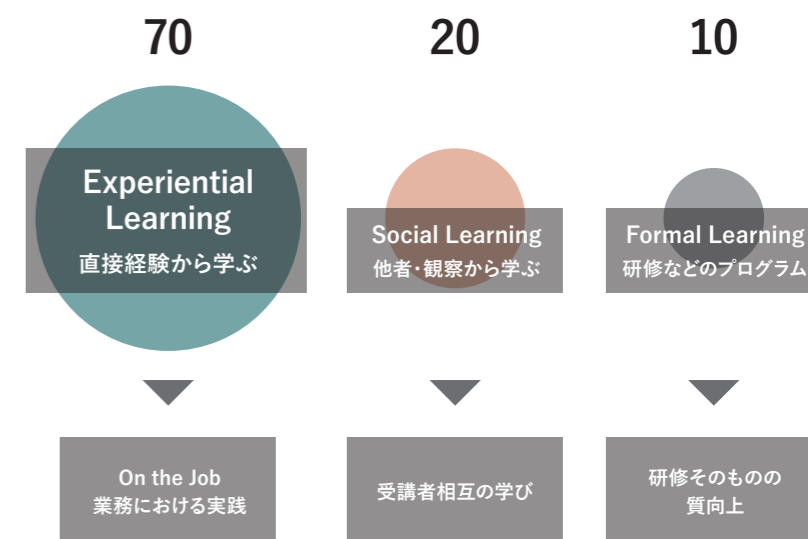 70
20
10
Experiential
Learning
直接経験から学ぶ
Social Learning
他者・観察から学ぶ
Formal Learning
研修などのプログラム
On the Job
業務における実践
受講者相互の学び
研修そのものの
質向上